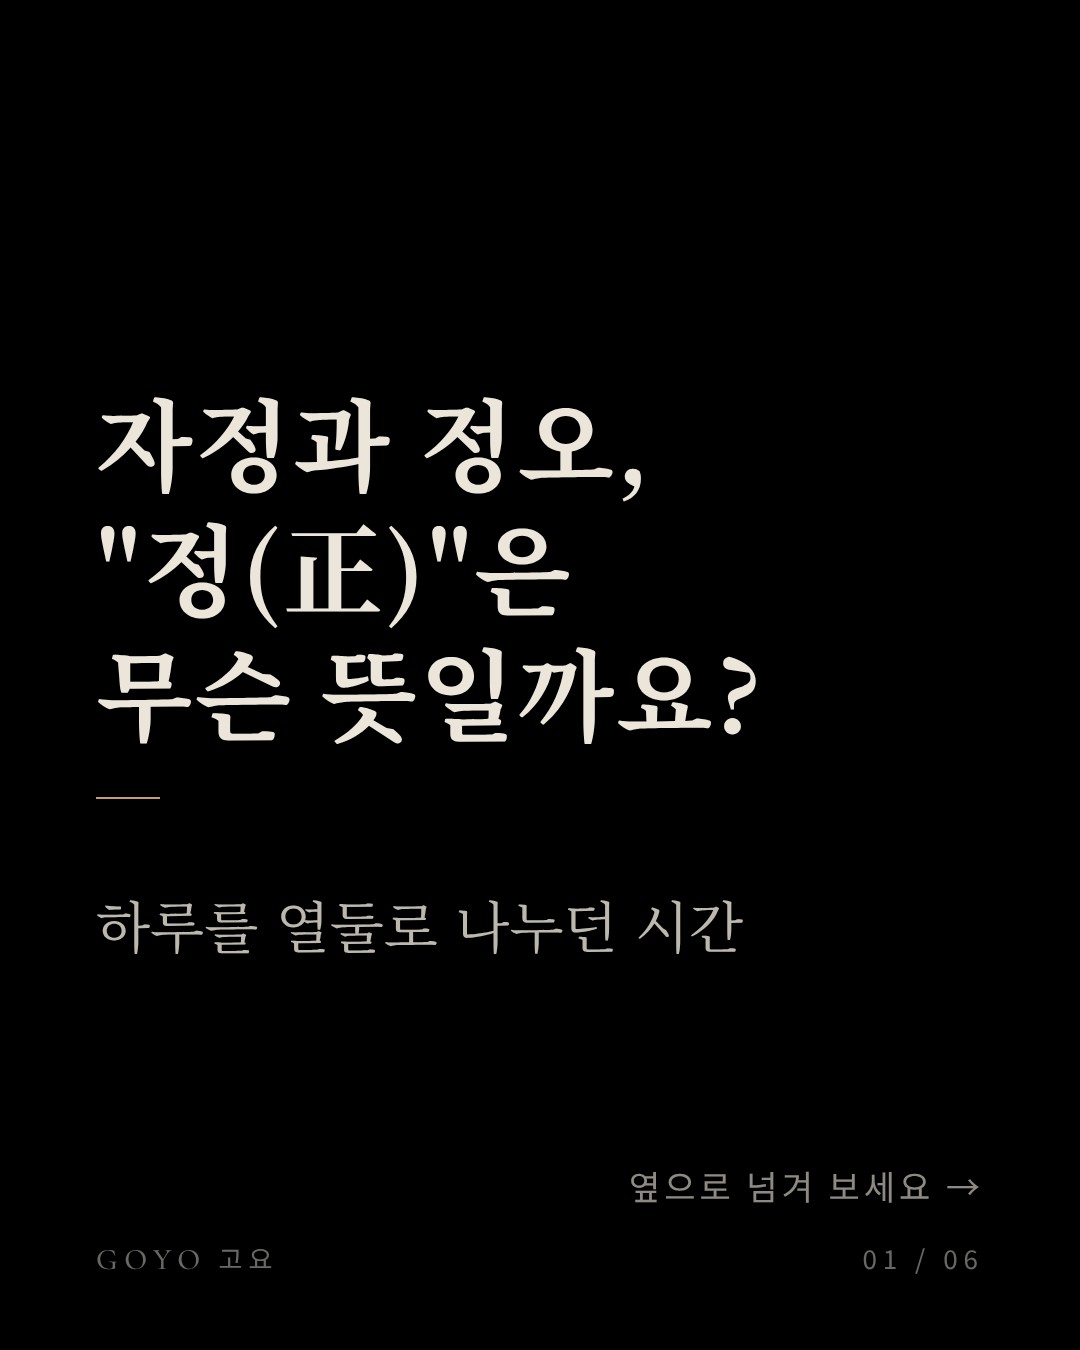 자정과 정오,
"정(正)"은
무슨 뜻일까요?
하루를 열둘로 나누던 시간
옆으로 넘겨 보세요 →
GOYO 고요
01 / 06